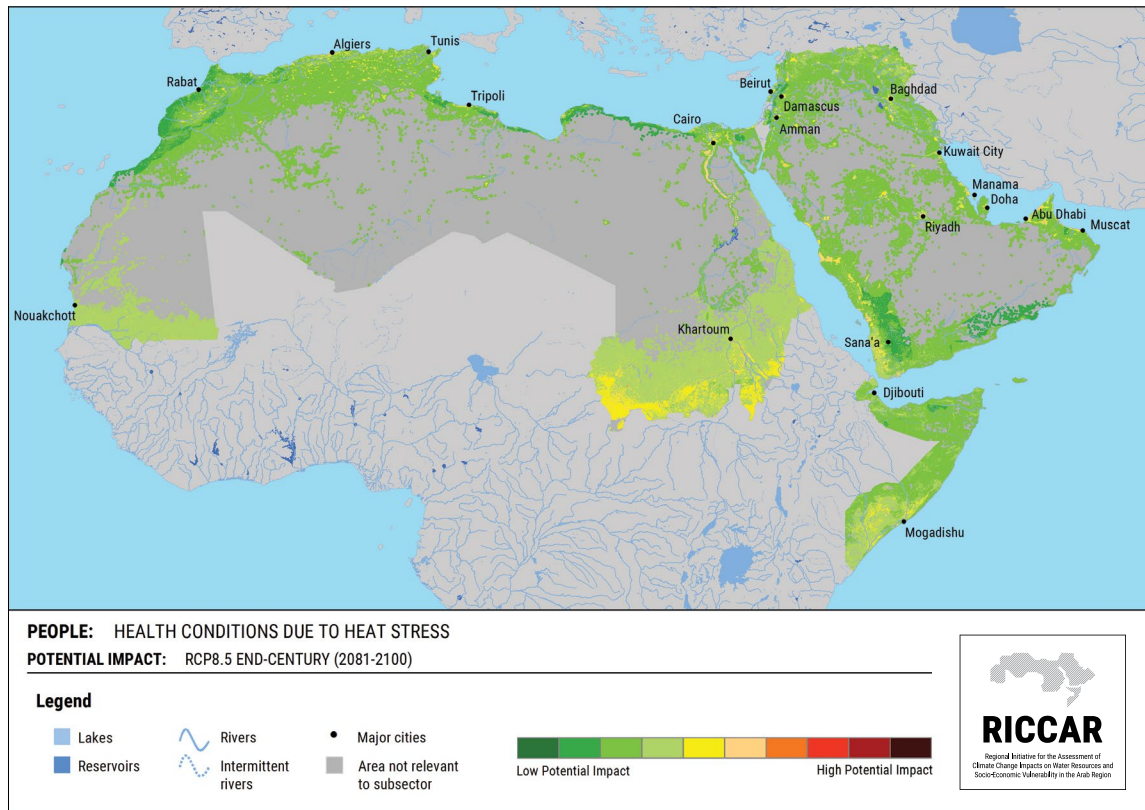 Algiers
Tunis
Rabat
Tripoli
Beirut
Baghdad
Damascus
Cairo
Amman
Kuwait City
Manama
Doha
Abu Dhabi
Riyadh
Muscat
Nouakchott
Khartoum
Sana'a
Djibouti
Mogadishu
PEOPLE: HEALTH CONDITIONS DUE TO HEAT STRESS
POTENTIAL IMPACT: RCP8.5 END-CENTURY (2081-2100)
Legend
Lakes
Reservoirs
Rivers
Intermittent
rivers
Major cities
Area not relevant
to subsector
Low Potential Impact
High Potential Impact
RICCAR
Regional Initiative for the Assessment of
Climate Change Impacts on Water Resources and
Socio-Economic Vulnerability in the Arab Region